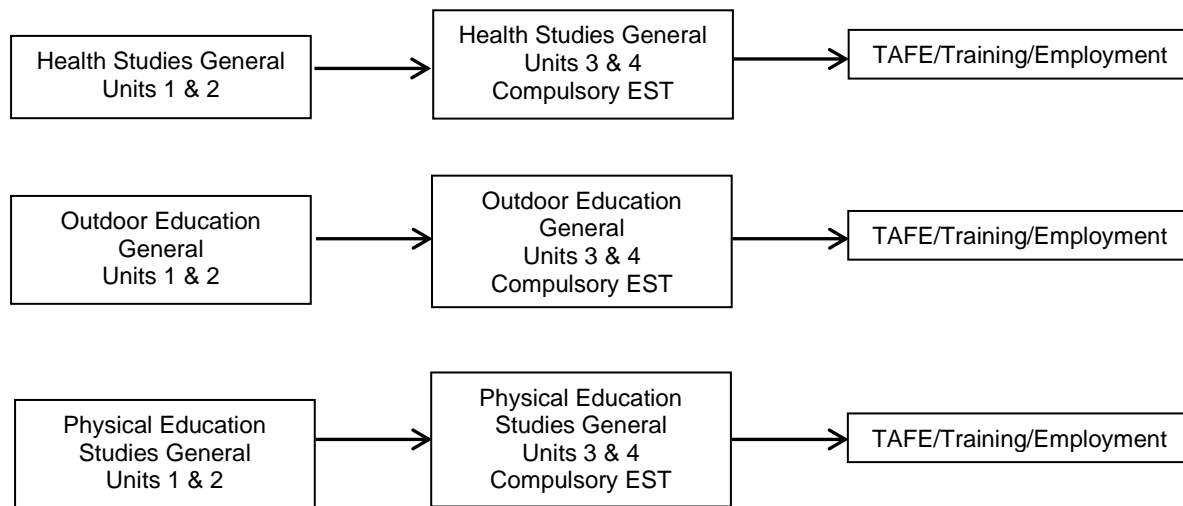 Health Studies General
Units 1 & 2
Health Studies General
Units 3 & 4
Compulsory EST
TAFE/Training/Employment
Outdoor Education
General
Units 1 & 2
Outdoor Education
General
Units 3 & 4
Compulsory EST
TAFE/Training/Employment
Physical Education
Studies General
Units 1 & 2
Physical Education
Studies General
Units 3 & 4
Compulsory EST
TAFE/Training/Employment